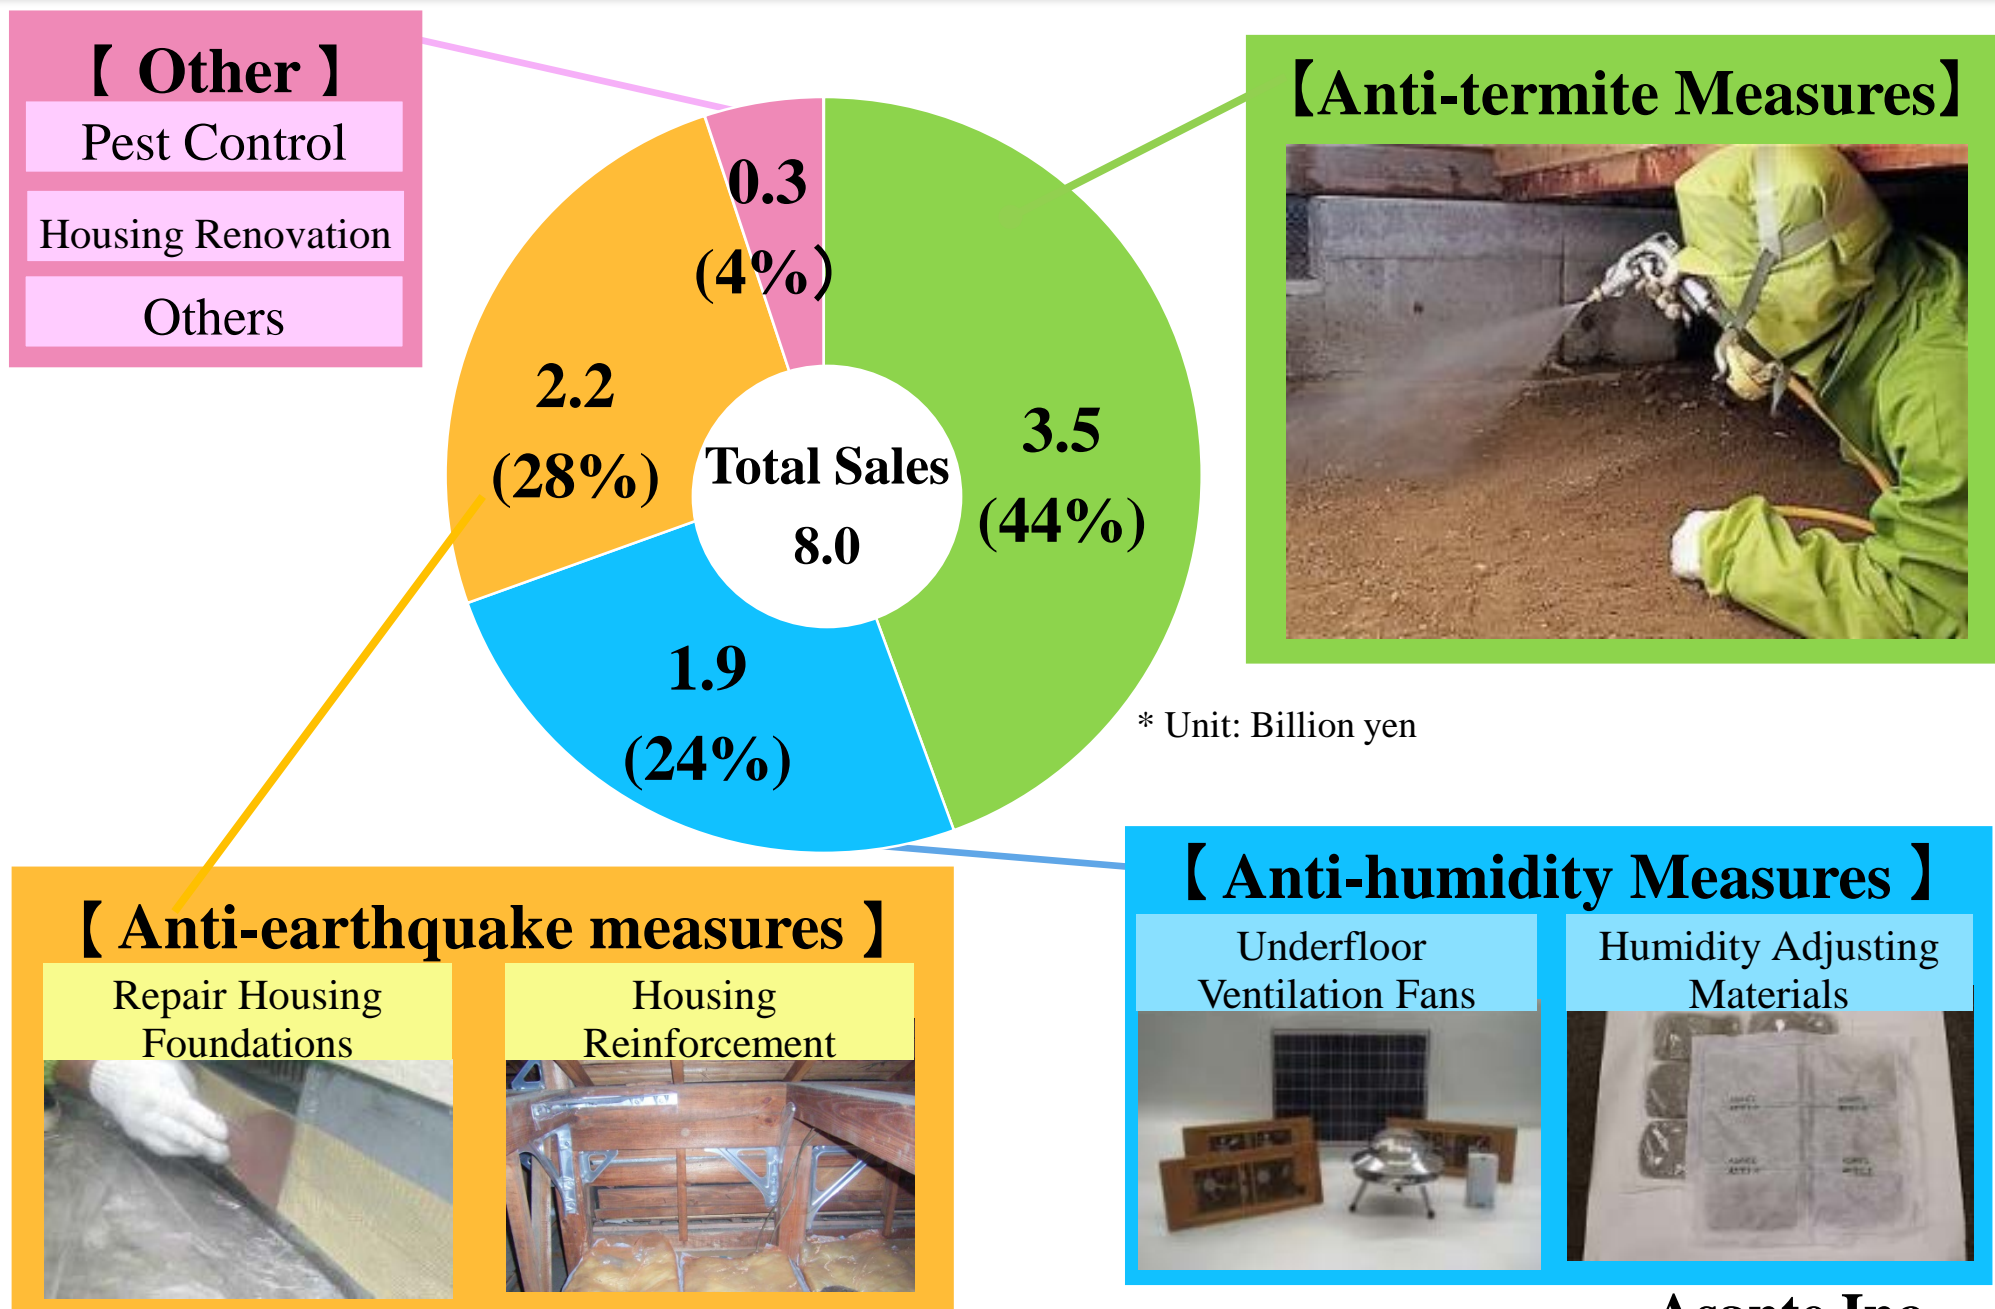 【 Other 】
Pest Control
Housing Renovation
Others
0.3
(4%)
2.2
(28%)
Total Sales
8.0
3.5
(44%)
1.9
(24%)
【Anti-termite Measures】
* Unit: Billion yen
【 Anti-earthquake measures 】
Repair Housing
Foundations
Housing
Reinforcement
【 Anti-humidity Measures 】
Underfloor
Ventilation Fans
Humidity Adjusting
Materials